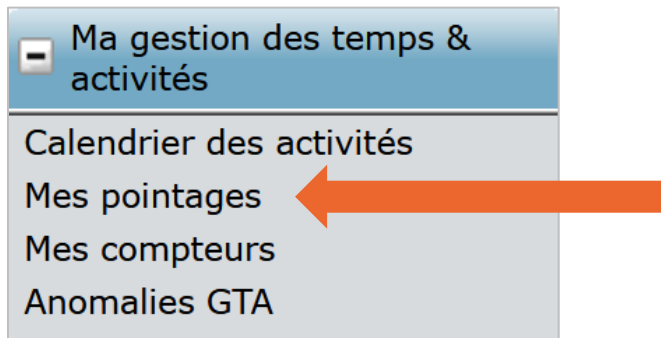 Ma gestion des temps &
activités
Calendrier des activités
Mes pointages
Mes compteurs
Anomalies GTA